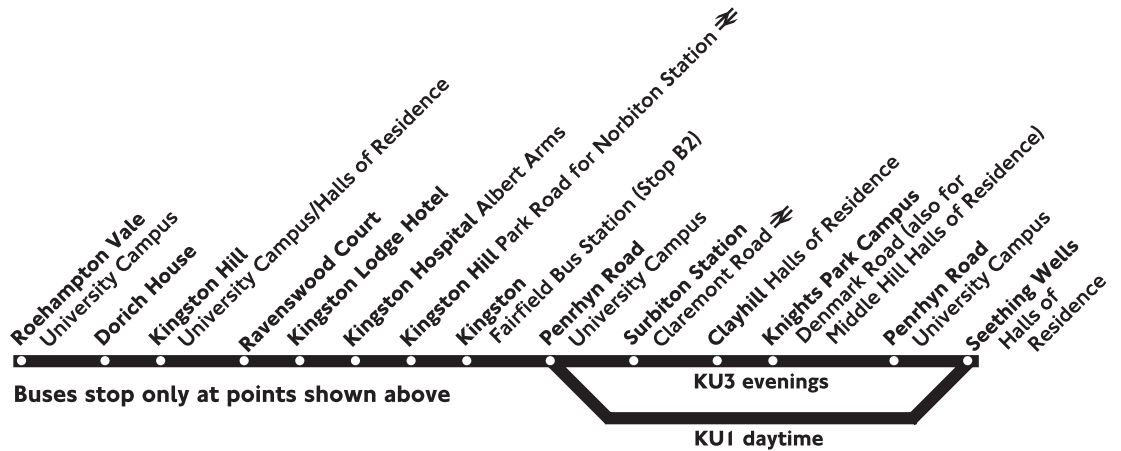 Roehampton Vale
University Campus
Dorich House
Kingston Hill
University Campus/Halls of Residence
Ravenswood Court
Kingston Lodge Hotel
Kingston Hospital Albert Arms
Kingston Hill Park Road for Norbiton Station
Kingston
Fairfield Bus Station (Stop B2)
Penrhyn Road
University Campus
Surbiton Station
Claremont Road
Clayhill Halls of Residence
Knights Park Campus
Denmark Road (also for
Middle Mill Halls of Residence)
Penrhyn Road
University Campus
Seething Wells
Halls of
Residence
Buses stop only at points shown above
KU3 evenings
KU1 daytime